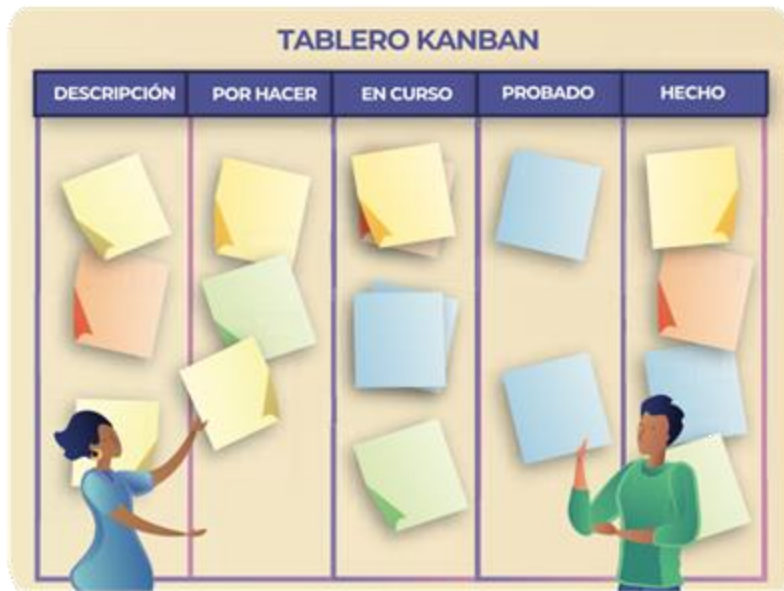 TABLERO KANBAN
DESCRIPCIÓN POR HACER EN CURSO PROBADO HECHO